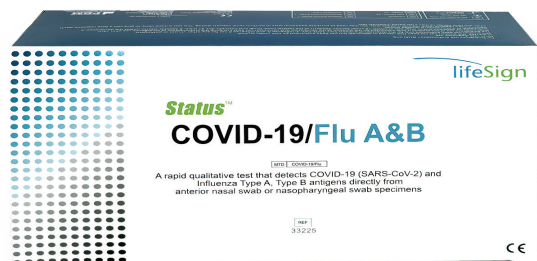 lifeSign
Status™
COVID-19/Flu A&B
MTD COVID-19/Flu
A rapid qualitative test that detects COVID-19 (SARS-CoV-2) and
Influenza Type A, Type B antigens directly from
anterior nasal swab or nasopharyngeal swab specimens
REF
33225
CE